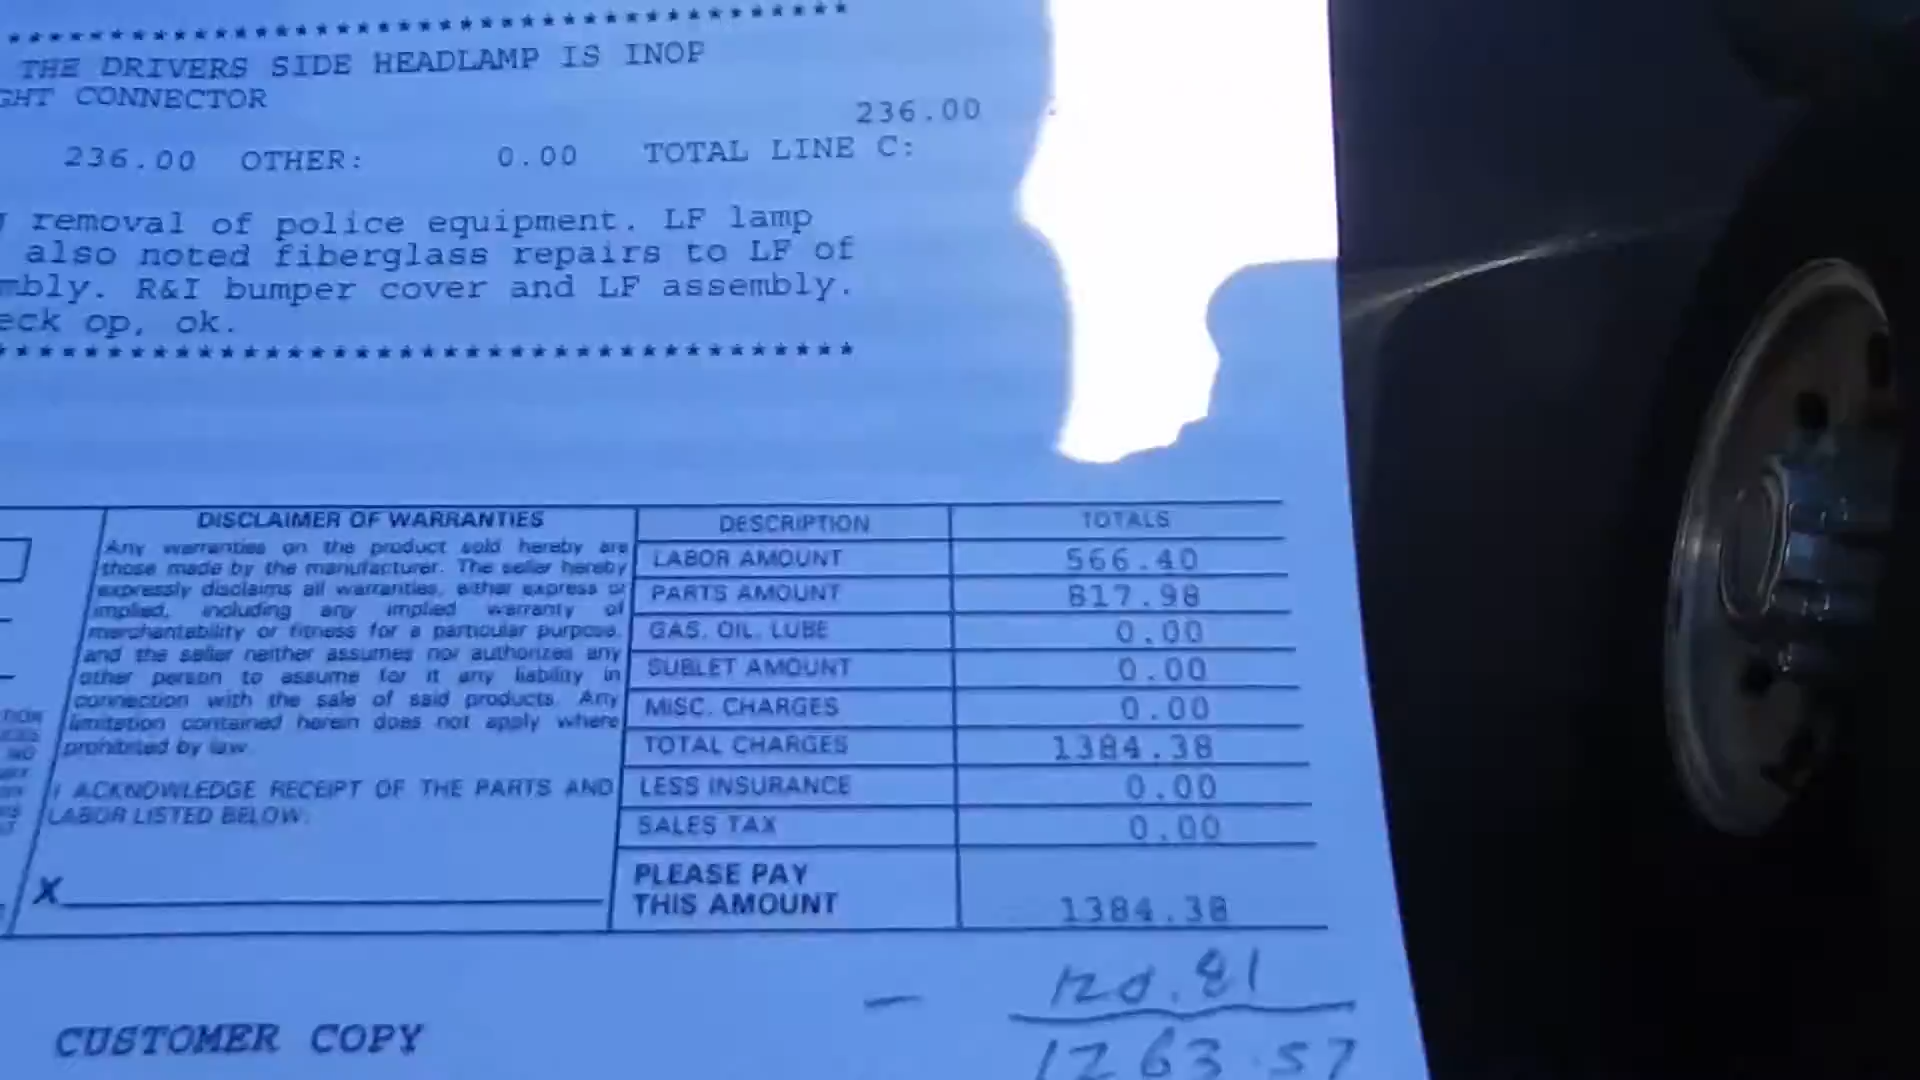 ****************************************
THE DRIVERS SIDE HEADLAMP IS INOP
GHT CONNECTOR
236.00
236.00 OTHER: 0.00 TOTAL LINE C:
removal of police equipment. LF lamp
also noted fiberglass repairs to LF of
mbly. R&I bumper cover and LF assembly.
eck op, ok.
****************************************
DISCLAIMER OF WARRANTIES
Any warranties on the product sold hereby are
those made by the manufacturer. The seller hereby
expressly disclaims all warranties, either express or
implied, including any implied warranty of
merchantability or fitness for a particular purpose,
and the seller neither assumes nor authorizes any
other person to assume for it any liability in
connection with the sale of said products. Any
limitation contained herein does not apply where
prohibited by law.
I ACKNOWLEDGE RECEIPT OF THE PARTS AND
LABOR LISTED BELOW:
X
DESCRIPTION TOTALS
LABOR AMOUNT 566.40
PARTS AMOUNT 817.98
GAS, OIL, LUBE 0.00
SUBLET AMOUNT 0.00
MISC. CHARGES 0.00
TOTAL CHARGES 1384.38
LESS INSURANCE 0.00
SALES TAX 0.00
PLEASE PAY
THIS AMOUNT 1384.38
- 120.81
1263.57
CUSTOMER COPY